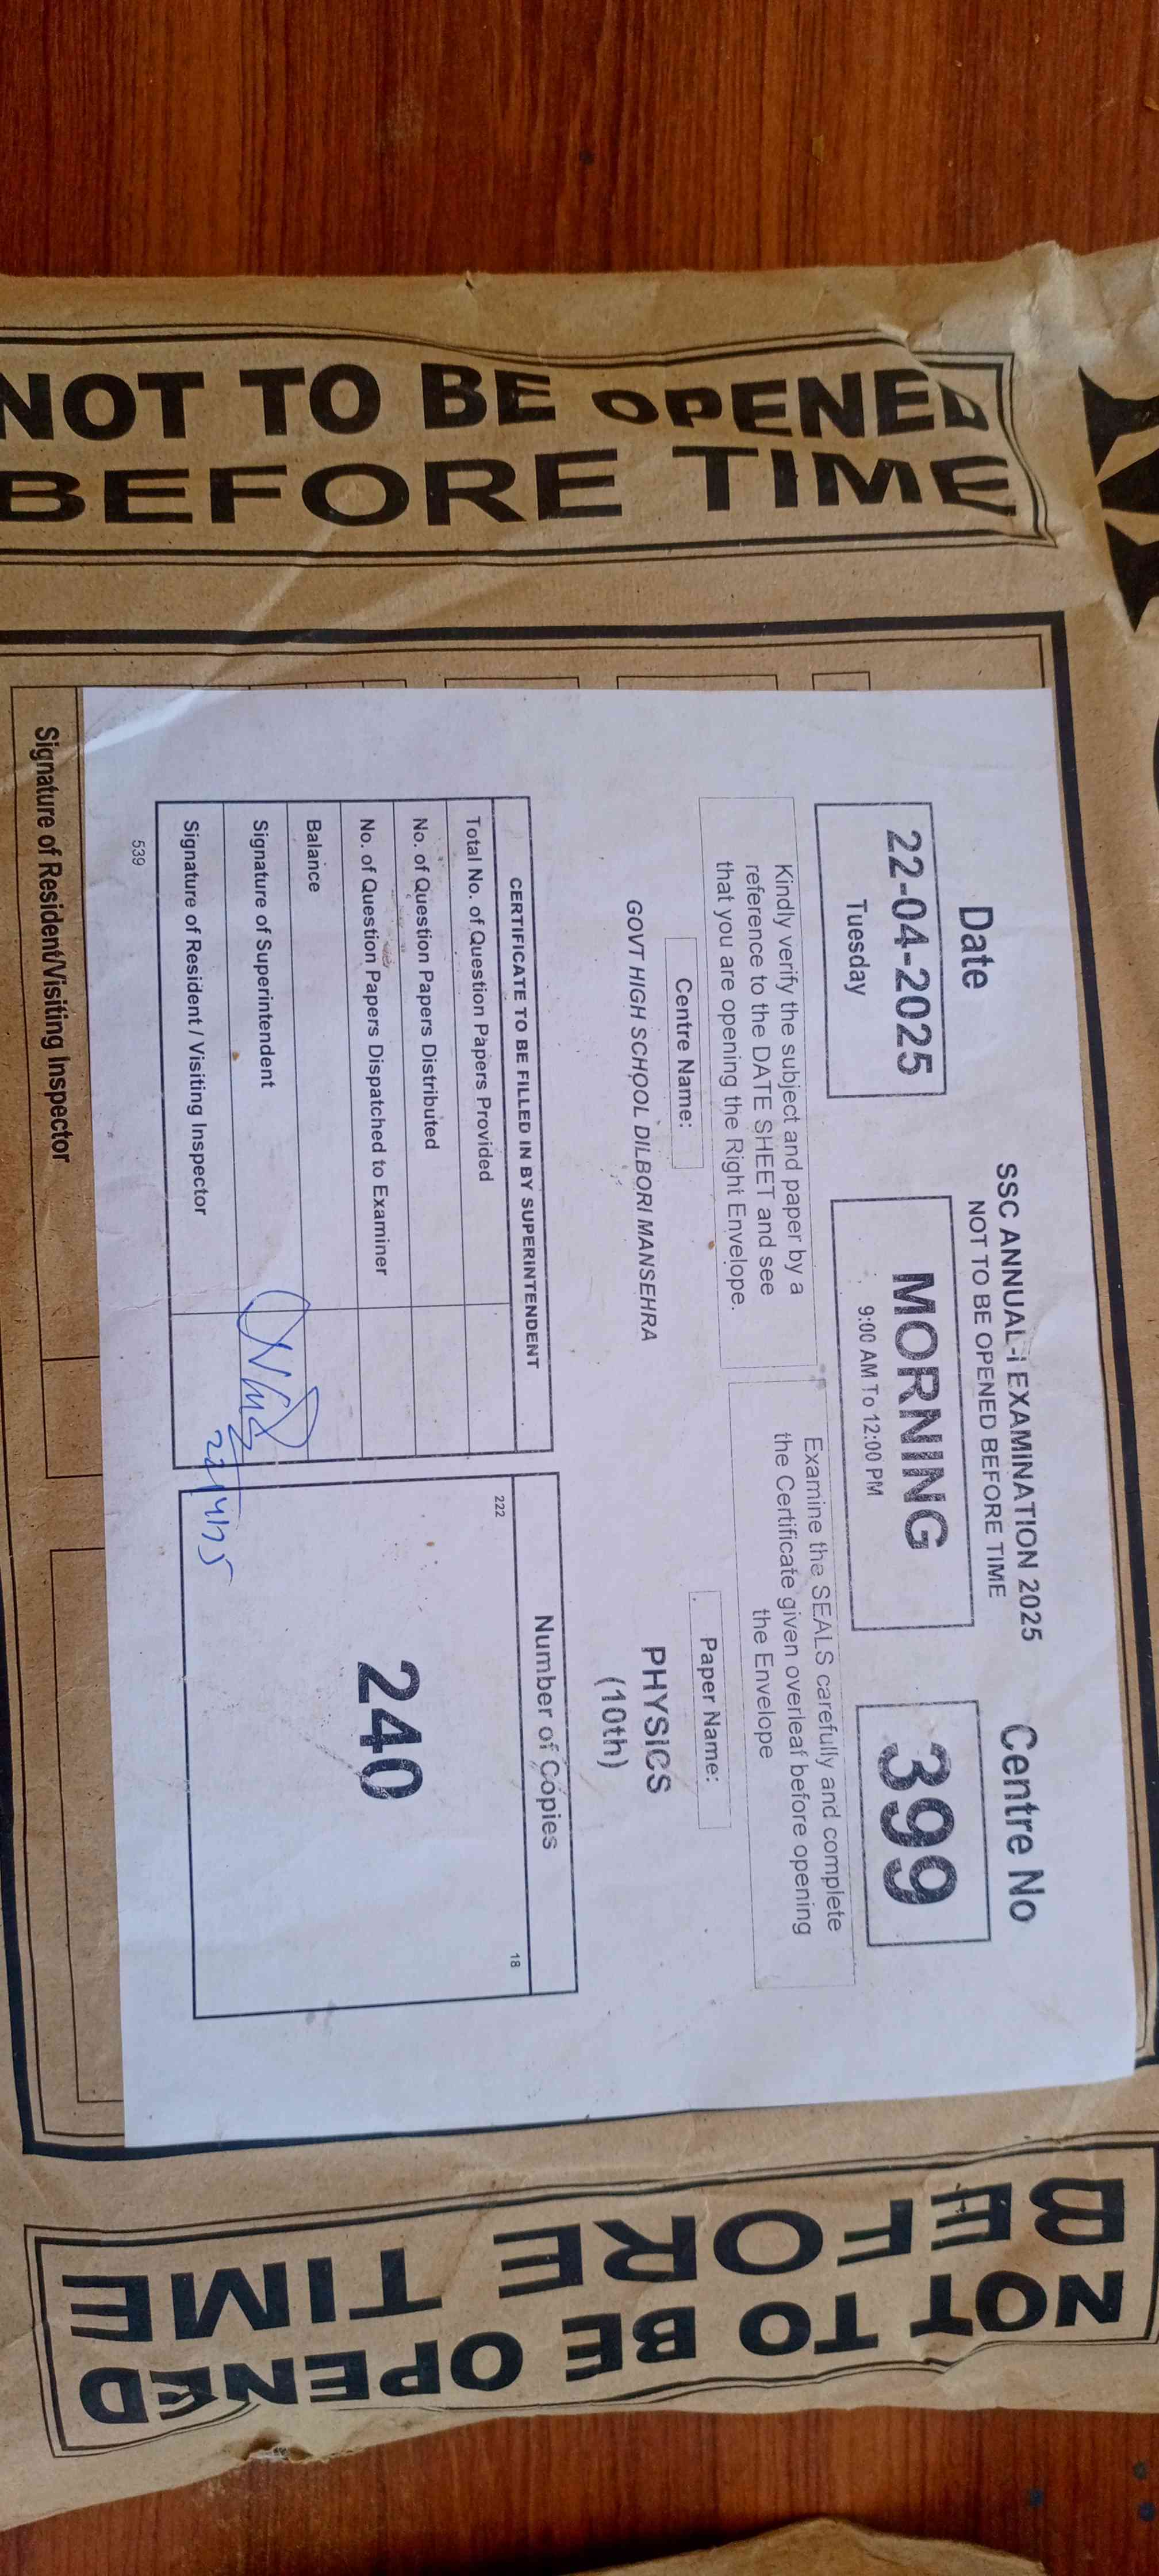 NOT TO BE OPENED
BEFORE TIME
SSC ANNUAL-I EXAMINATION 2025
NOT TO BE OPENED BEFORE TIME
Date
22-04-2025
Tuesday
MORNING
9:00 AM To 12:00 PM
Centre No
399
Kindly verify the subject and paper by a
reference to the DATE SHEET and see
that you are opening the Right Envelope.
Examine the SEALS carefully and complete
the Certificate given overleaf before opening
the Envelope
Centre Name:
GOVT HIGH SCHOOL DILBORI MANSEHRA
Paper Name:
PHYSICS
(10th)
CERTIFICATE TO BE FILLED IN BY SUPERINTENDENT
Total No. of Question Papers Provided
No. of Question Papers Distributed
No. of Question Papers Dispatched to Examiner
Balance
Signature of Superintendent
Signature of Resident / Visiting Inspector
22/4/25
539
Number of Copies
222
18
240
Signature of Resident/Visiting Inspector
NOT TO BE OPENED
BEFORE TIME